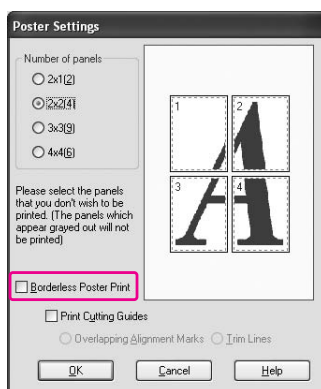 Poster Settings
Number of panels
2x1(2)
2x2(4)
3x3(9)
4x4(6)
1
2
3
4
Please select the panels
that you don't wish to be
printed. (The panels which
appear grayed out will not
be printed)
Borderless Poster Print
Print Cutting Guides
Overlapping Alignment Marks
Trim Lines
OK
Cancel
Help